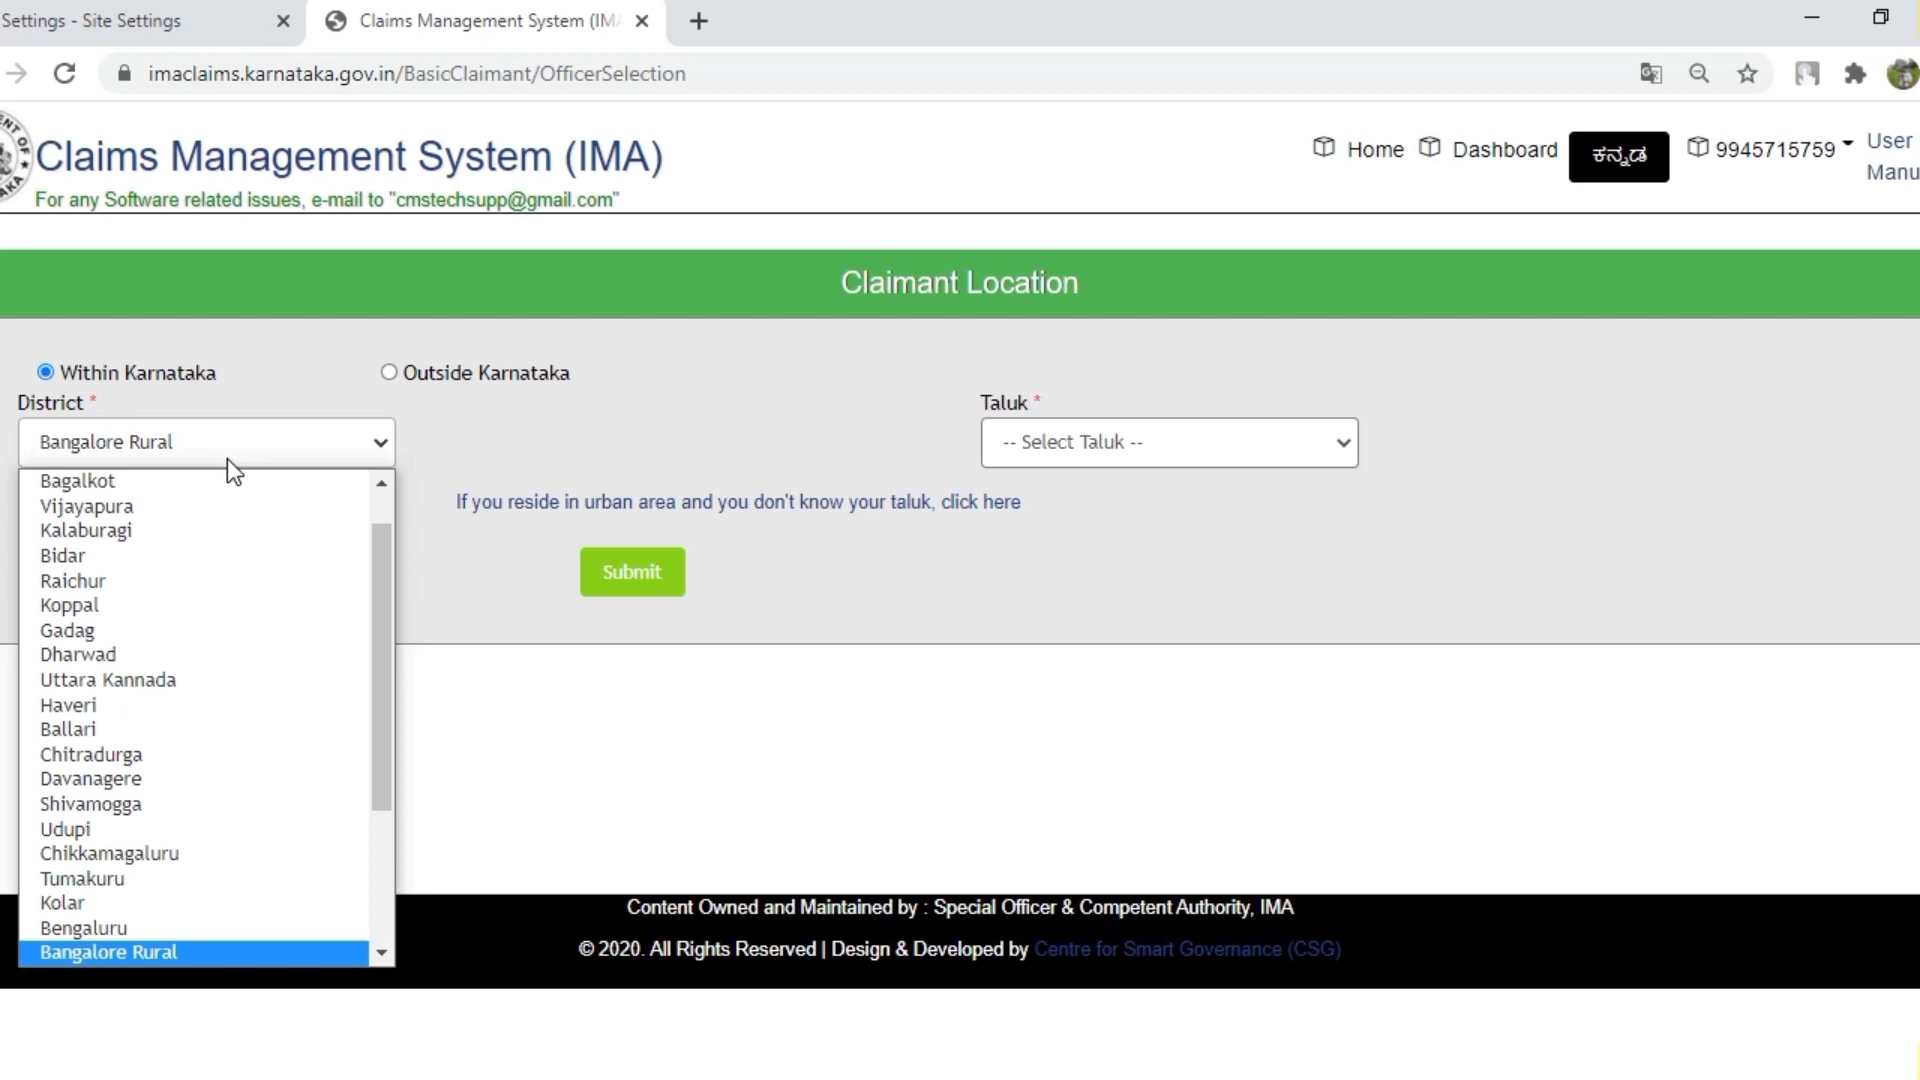 Settings - Site Settings
Claims Management System (IMA
imaclaims.karnataka.gov.in/BasicClaimant/OfficerSelection
Claims Management System (IMA)
For any Software related issues, e-mail to "cmstechsupp@gmail.com"
Home
Dashboard
ಕನ್ನಡ
9945715759
User
Manu
Claimant Location
Within Karnataka
Outside Karnataka
District *
Taluk *
Bangalore Rural
-- Select Taluk --
If you reside in urban area and you don't know your taluk, click here
Submit
Bagalkot
Vijayapura
Kalaburagi
Bidar
Raichur
Koppal
Gadag
Dharwad
Uttara Kannada
Haveri
Ballari
Chitradurga
Davanagere
Shivamogga
Udupi
Chikkamagaluru
Tumakuru
Kolar
Bengaluru
Bangalore Rural
Content Owned and Maintained by : Special Officer & Competent Authority, IMA
© 2020. All Rights Reserved | Design & Developed by Centre for Smart Governance (CSG)